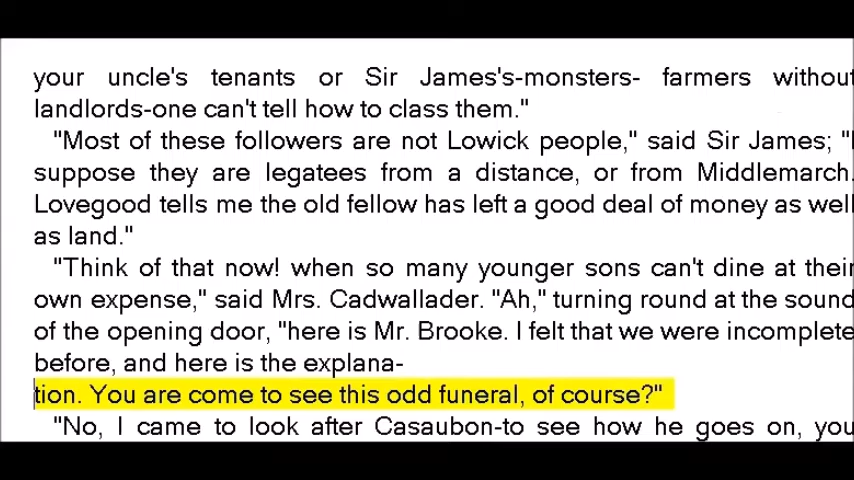 your uncle's tenants or Sir James's-monsters- farmers without
landlords-one can't tell how to class them."
"Most of these followers are not Lowick people," said Sir James; "I
suppose they are legatees from a distance, or from Middlemarch.
Lovegood tells me the old fellow has left a good deal of money as well
as land."
"Think of that now! when so many younger sons can't dine at their
own expense," said Mrs. Cadwallader. "Ah," turning round at the sound
of the opening door, "here is Mr. Brooke. I felt that we were incomplete
before, and here is the explana-
tion. You are come to see this odd funeral, of course?"
"No, I came to look after Casaubon-to see how he goes on, you